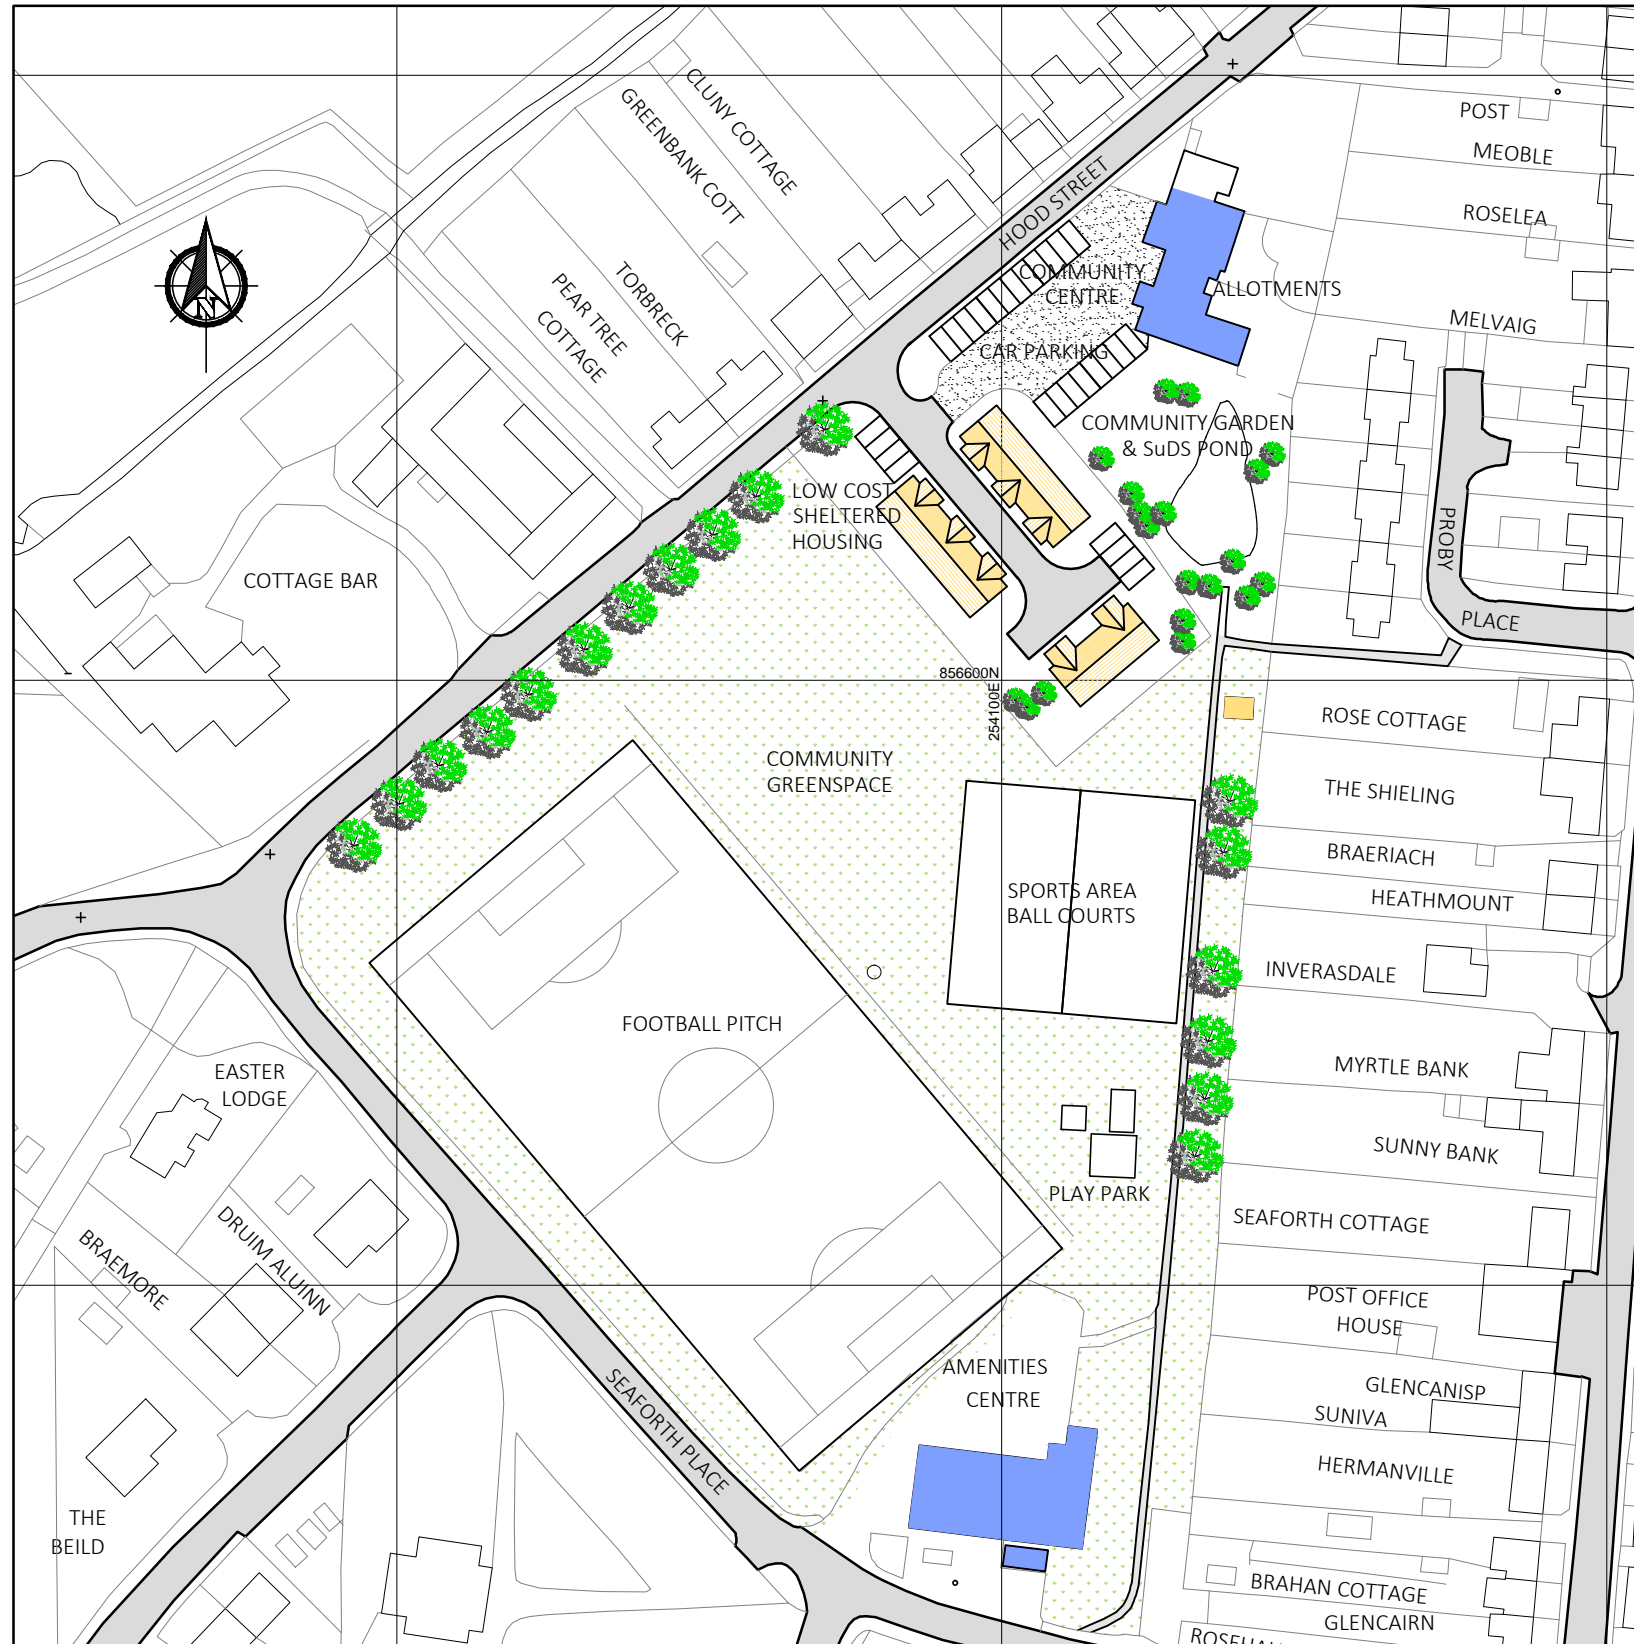 CLUNY COTTAGE
GREENBANK COTT
POST
MEOBLE
ROSELEA
HOOD STREET
N
TORBRECK
PEAR TREE
COTTAGE
COMMUNITY
CENTRE
ALLOTMENTS
MELVAIG
CAR PARKING
COMMUNITY GARDEN
& SuDS POND
LOW COST
SHELTERED
HOUSING
COTTAGE BAR
PROBY
PLACE
856600N
254100E
ROSE COTTAGE
COMMUNITY
GREENSPACE
THE SHIELING
BRAERIACH
SPORTS AREA
BALL COURTS
HEATHMOUNT
INVERASDALE
FOOTBALL PITCH
EASTER
LODGE
MYRTLE BANK
SUNNY BANK
PLAY PARK
SEAFORTH COTTAGE
DRUIM ALUINN
BRAEMORE
POST OFFICE
HOUSE
AMENITIES
CENTRE
SEAFORTH PLACE
GLENCANISP
SUNIVA
HERMANVILLE
THE
BEILD
BRAHAN COTTAGE
GLENCAIRN